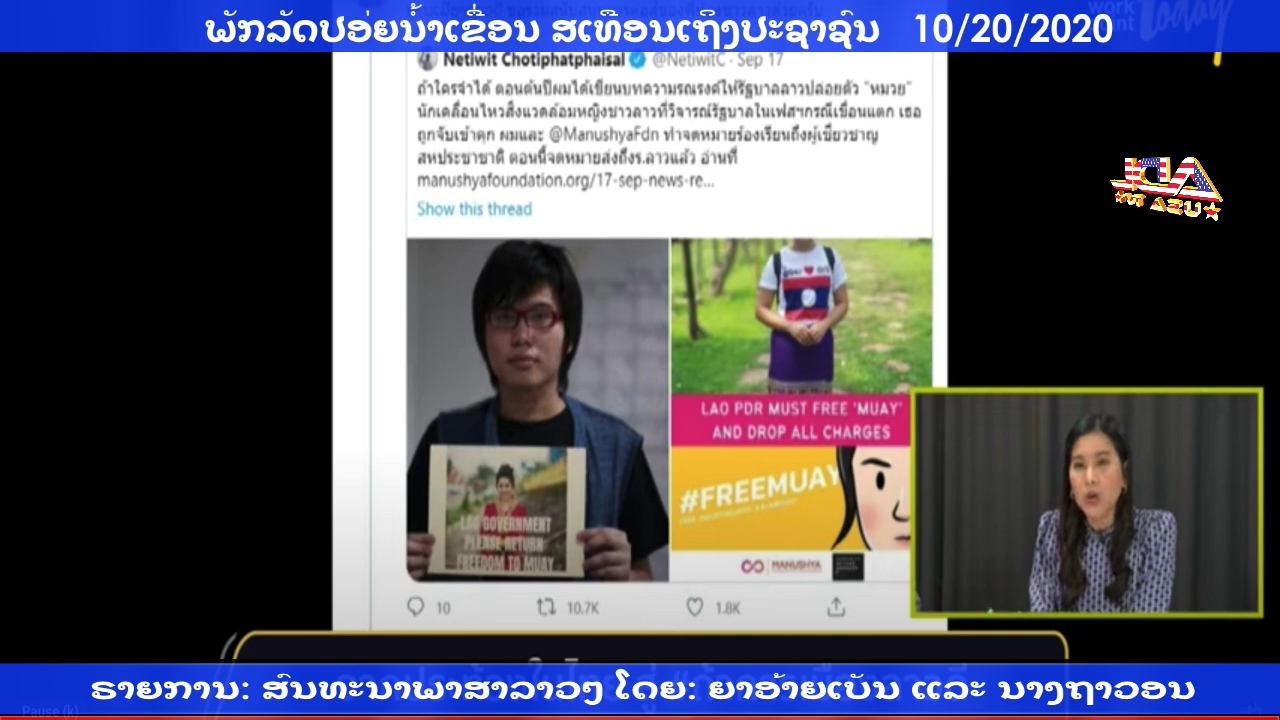 ພັກລັດປອ່ຍນ້ຳເຂື່ອນ ສເທືອນເຖິງປະຊາຊົນ 10/20/2020
Netiwit Chotiphatphaisal @NetiwitC · Sep 17
ถ้าใครจำได้ ตอนต้นปีผมได้เขียนบทความรณรงค์ให้รัฐบาลลาวปล่อยตัว "หมวย"
นักเคลื่อนไหวสิ่งแวดล้อมหญิงชาวลาวที่วิจารณ์รัฐบาลในเฟสฯกรณีเขื่อนแตก เธอ
ถูกจับเข้าคุก ผมและ @ManushyaFdn ทำจดหมายร้องเรียนถึงผู้เชี่ยวชาญ
สหประชาชาติ ตอนนี้จดหมายส่งถึงร.ลาวแล้ว อ่านที่
manushyafoundation.org/17-sep-news-re...
Show this thread
LAO PDR MUST FREE 'MUAY'
AND DROP ALL CHARGES
#FREEMUAY
LAO GOVERNMENT
PLEASE RETURN
FREEDOM TO MUAY
MANUSHYA
10 10.7K 1.8K
ຣາຍການ: ສົນທະນາພາສາລາວໆ ໂດຍ: ຍາອ້າຍເບັນ ແລະ ນາງຖາວອນ
Pause (k)